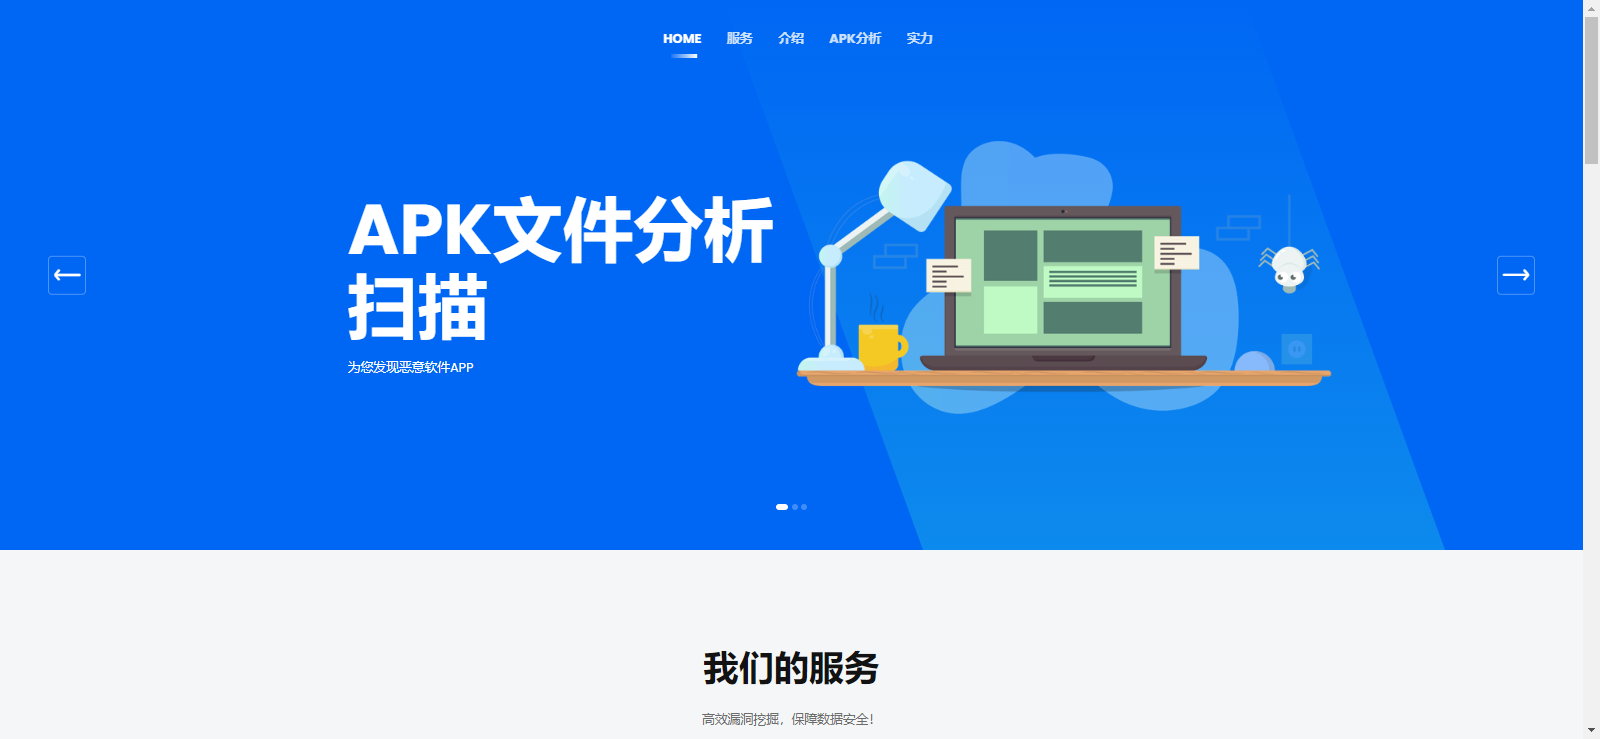 HOME 服务 介绍 APK分析 实力
APK文件分析
扫描
为您发现恶意软件APP
我们的服务
高效漏洞挖掘，保障数据安全！